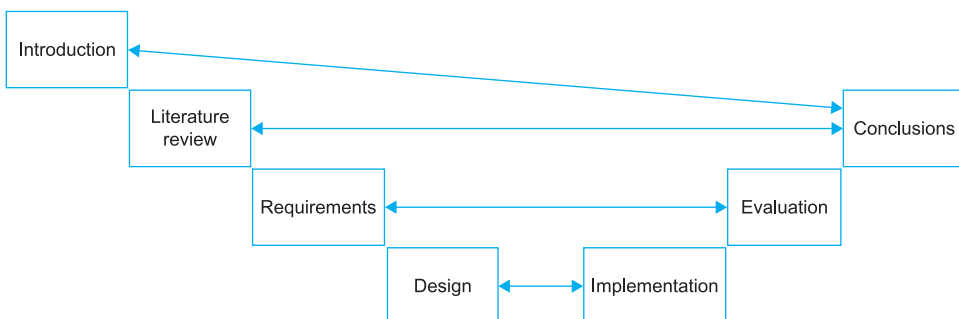 Introduction
Literature
review
Conclusions
Requirements
Evaluation
Design
Implementation